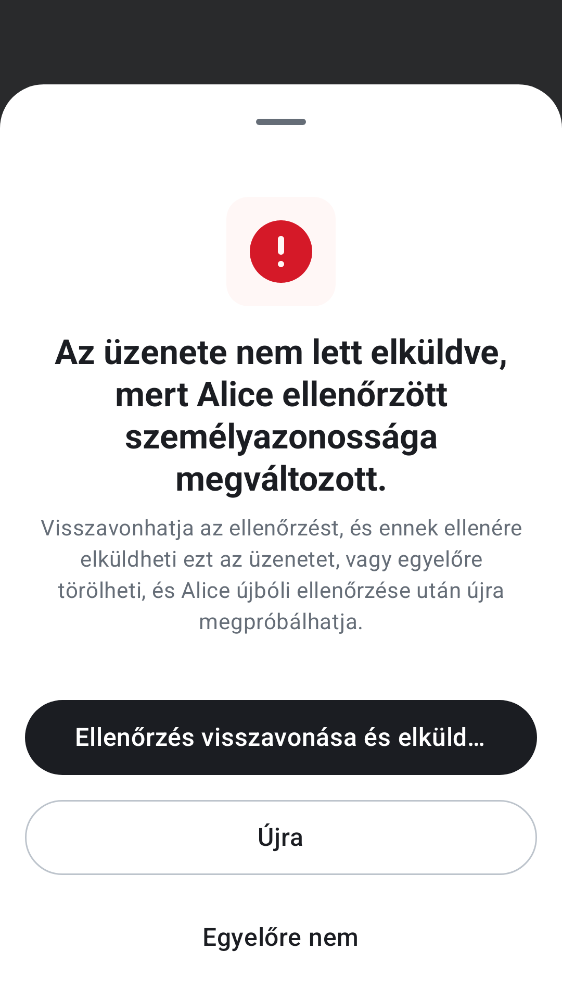 Az üzenete nem lett elküldve,
mert Alice ellenőrzött
személyazonossága
megváltozott.
Visszavonhatja az ellenőrzést, és ennek ellenére
elküldheti ezt az üzenetet, vagy egyelőre
törölheti, és Alice újbóli ellenőrzése után újra
megpróbálhatja.
Ellenőrzés visszavonása és elküld…
Újra
Egyelőre nem